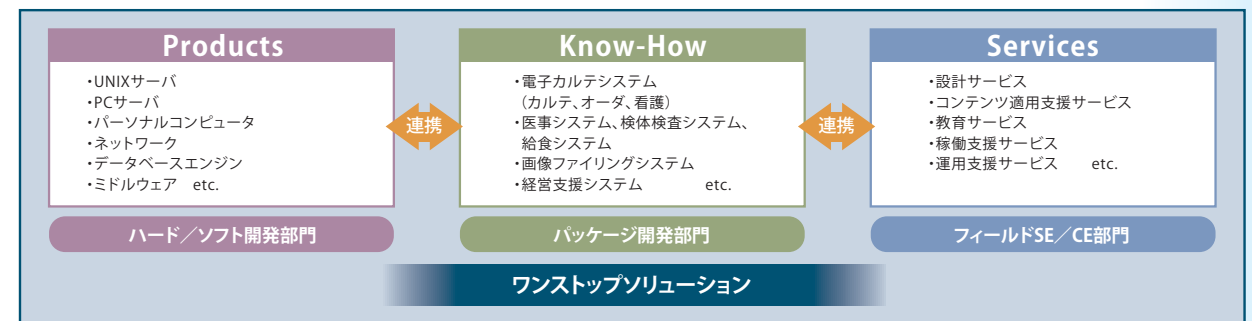 Products
・UNIXサーバ
・PCサーバ
・パーソナルコンピュータ
・ネットワーク
・データベースエンジン
・ミドルウェア etc.
ハード／ソフト開発部門
連携
Know-How
・電子カルテシステム
（カルテ、オーダ、看護）
・医事システム、検体検査システム、
給食システム
・画像ファイリングシステム
・経営支援システム etc.
パッケージ開発部門
連携
Services
・設計サービス
・コンテンツ適用支援サービス
・教育サービス
・稼働支援サービス
・運用支援サービス etc.
フィールドSE／CE部門
ワンストップソリューション